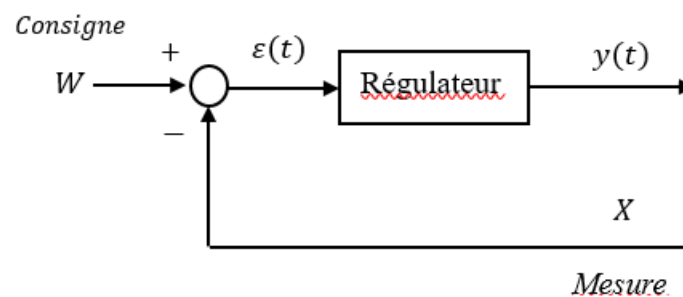 Consigne
+
ε(t)
y(t)
W
Régulateur
−
X
Mesure